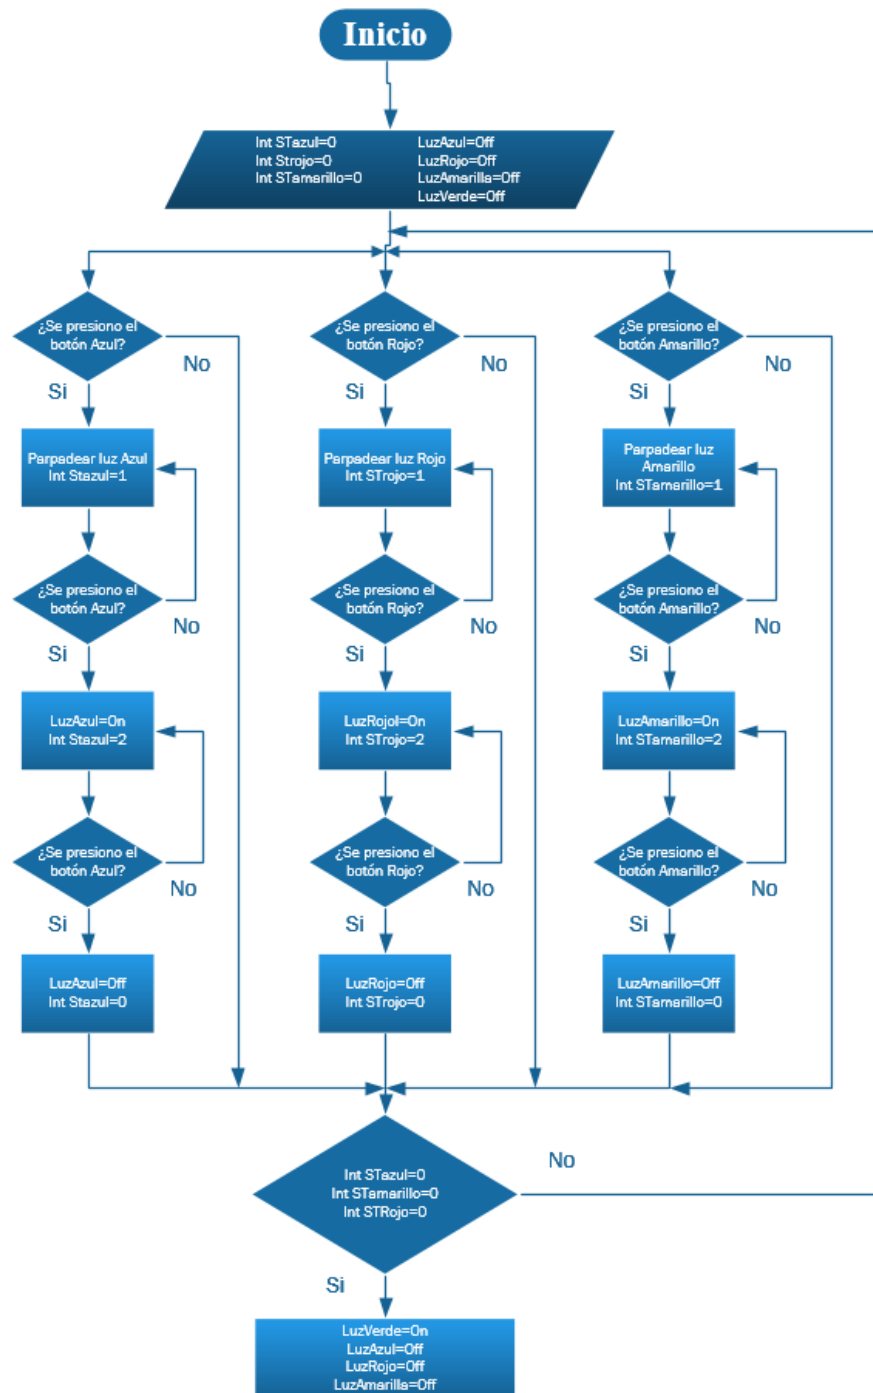 Inicio
Int STazul=0
Int Strojo=0
Int STamarillo=0
LuzAzul=Off
LuzRojo=Off
LuzAmarilla=Off
LuzVerde=Off
¿Se presiono el
botón Azul?
No
Si
Parpadear luz Azul
Int Stazul=1
¿Se presiono el
botón Azul?
No
Si
LuzAzul=On
Int Stazul=2
¿Se presiono el
botón Azul?
No
Si
LuzAzul=Off
Int Stazul=0
¿Se presiono el
botón Rojo?
No
Si
Parpadear luz Rojo
Int STrojo=1
¿Se presiono el
botón Rojo?
No
Si
LuzRojol=On
Int STrojo=2
¿Se presiono el
botón Rojo?
No
Si
LuzRojo=Off
Int STrojo=0
¿Se presiono el
botón Amarillo?
No
Si
Parpadear luz
Amarillo
Int STamarillo=1
¿Se presiono el
botón Amarillo?
No
Si
LuzAmarillo=On
Int STamarillo=2
¿Se presiono el
botón Amarillo?
No
Si
LuzAmarillo=Off
Int STamarillo=0
Int STazul=0
Int STamarillo=0
Int STRojo=0
No
Si
LuzVerde=On
LuzAzul=Off
LuzRojo=Off
LuzAmarilla=Off